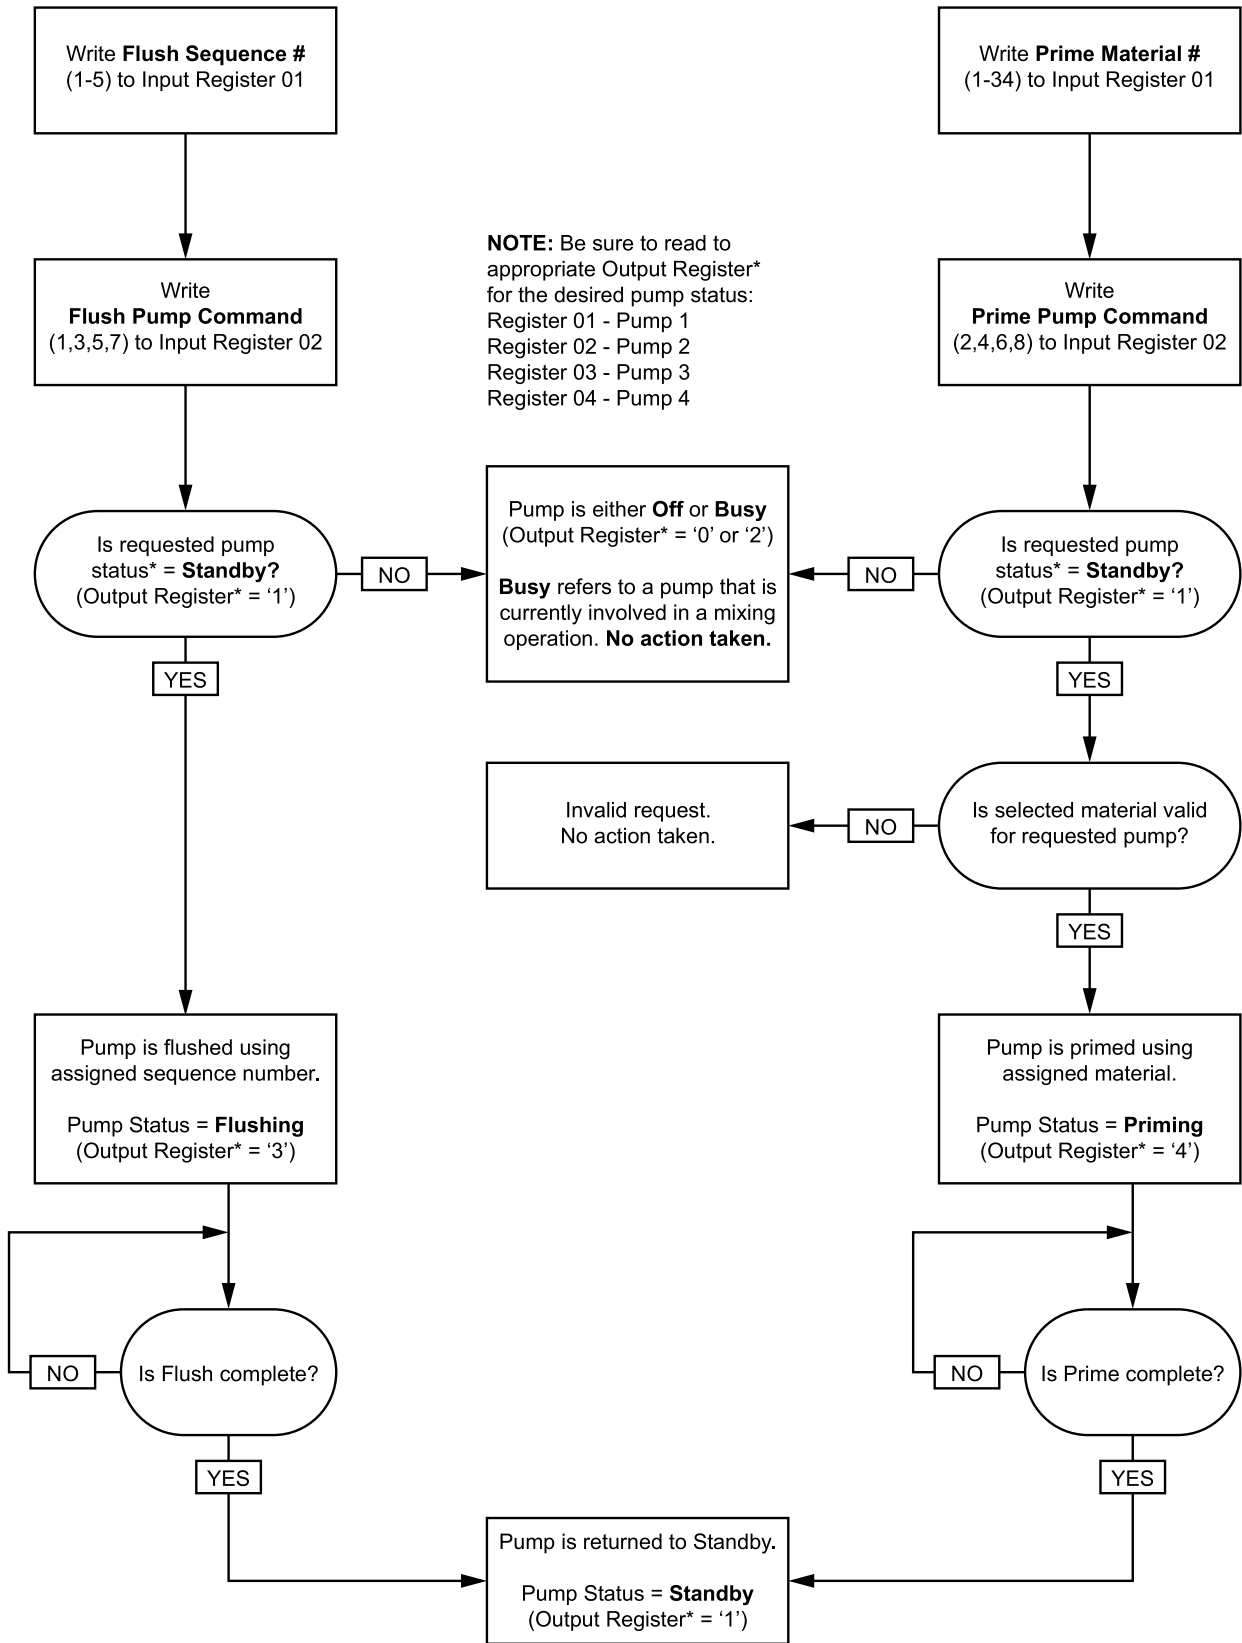 Write Flush Sequence #
(1-5) to Input Register 01
Write Prime Material #
(1-34) to Input Register 01
NOTE: Be sure to read to
appropriate Output Register*
for the desired pump status:
Register 01 - Pump 1
Register 02 - Pump 2
Register 03 - Pump 3
Register 04 - Pump 4
Write
Flush Pump Command
(1,3,5,7) to Input Register 02
Write
Prime Pump Command
(2,4,6,8) to Input Register 02
Is requested pump
status* = Standby?
(Output Register* = ‘1’)
NO
YES
Pump is either Off or Busy
(Output Register* = ‘0’ or ‘2’)
Busy refers to a pump that is
currently involved in a mixing
operation. No action taken.
NO
Is requested pump
status* = Standby?
(Output Register* = ‘1’)
YES
Invalid request.
No action taken.
NO
Is selected material valid
for requested pump?
YES
Pump is flushed using
assigned sequence number.
Pump Status = Flushing
(Output Register* = ‘3’)
Pump is primed using
assigned material.
Pump Status = Priming
(Output Register* = ‘4’)
NO
Is Flush complete?
YES
NO
Is Prime complete?
YES
Pump is returned to Standby.
Pump Status = Standby
(Output Register* = ‘1’)